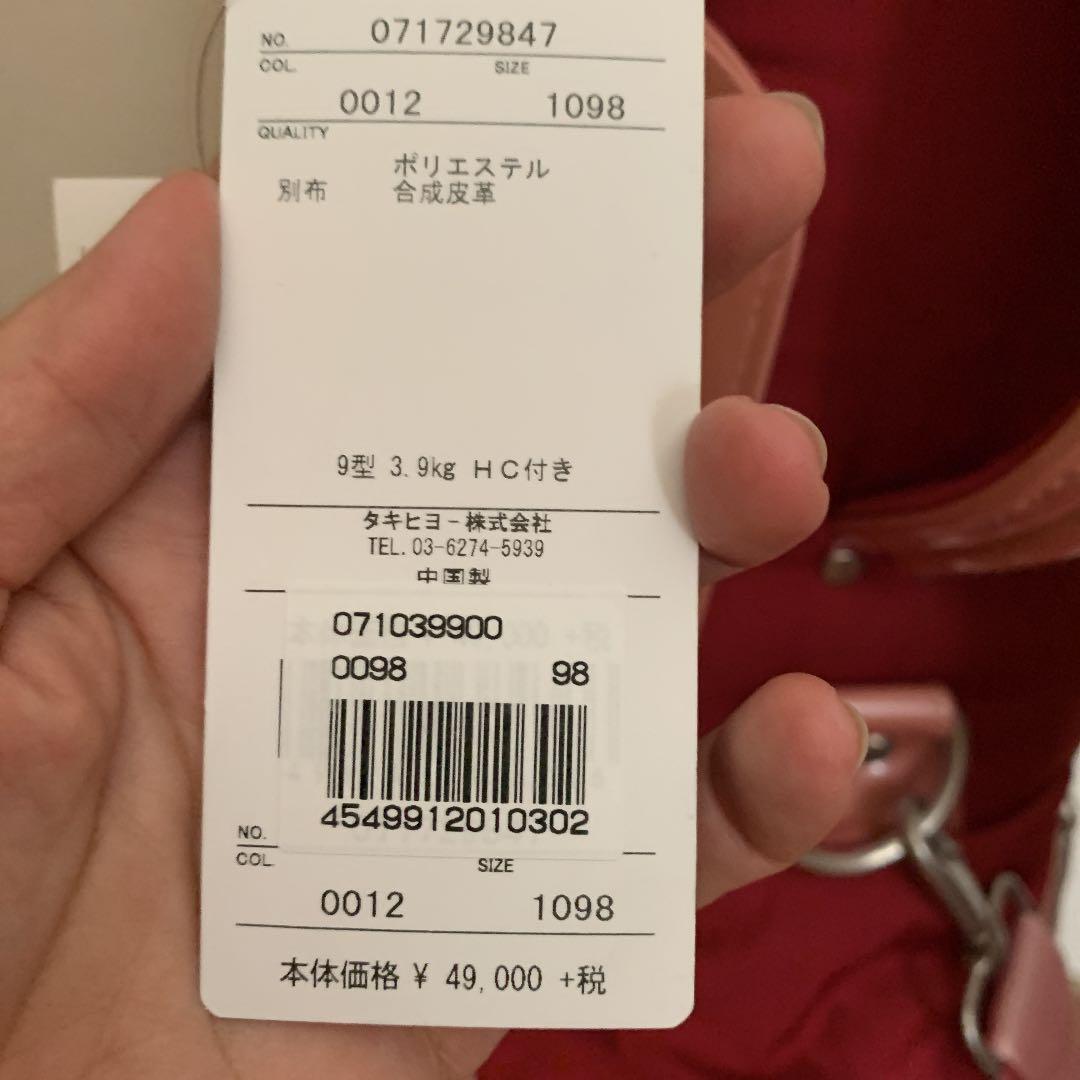 NO. 071729847
COL. SIZE
0012 1098
QUALITY
ポリエステル
別布 合成皮革
9型 3.9kg HC付き
タキヒヨー株式会社
TEL.03-6274-5939
中国製
071039900
0098 98
4549912010302
NO.
COL. SIZE
0012 1098
本体価格 ¥ 49,000 +税